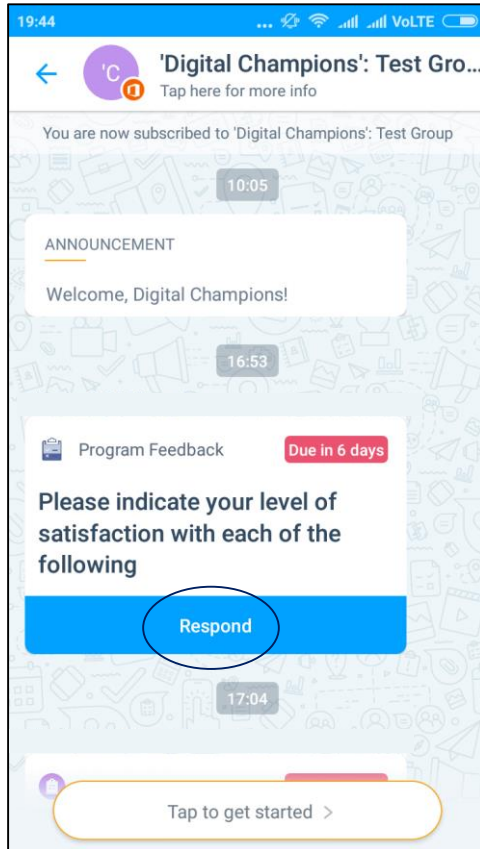 19:44
... VoLTE
'C
'Digital Champions': Test Gro...
Tap here for more info
You are now subscribed to 'Digital Champions': Test Group
10:05
ANNOUNCEMENT
Welcome, Digital Champions!
16:53
Program Feedback
Due in 6 days
Please indicate your level of
satisfaction with each of the
following
Respond
17:04
Tap to get started >